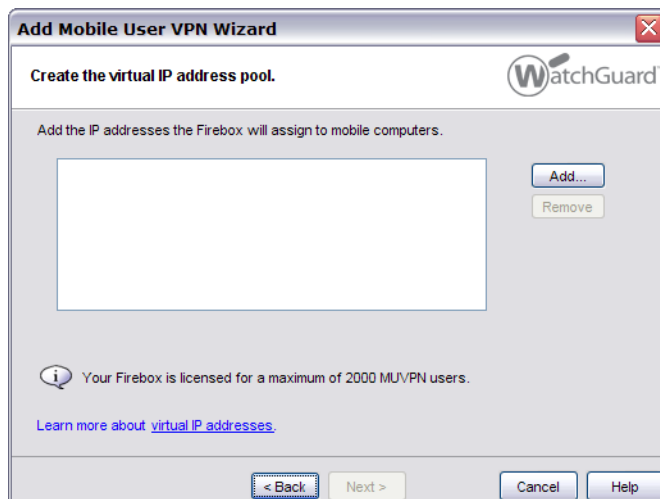 Add Mobile User VPN Wizard
Create the virtual IP address pool.
WatchGuard
Add the IP addresses the Firebox will assign to mobile computers.
Add...
Remove
Your Firebox is licensed for a maximum of 2000 MUVPN users.
Learn more about virtual IP addresses.
< Back
Next >
Cancel
Help